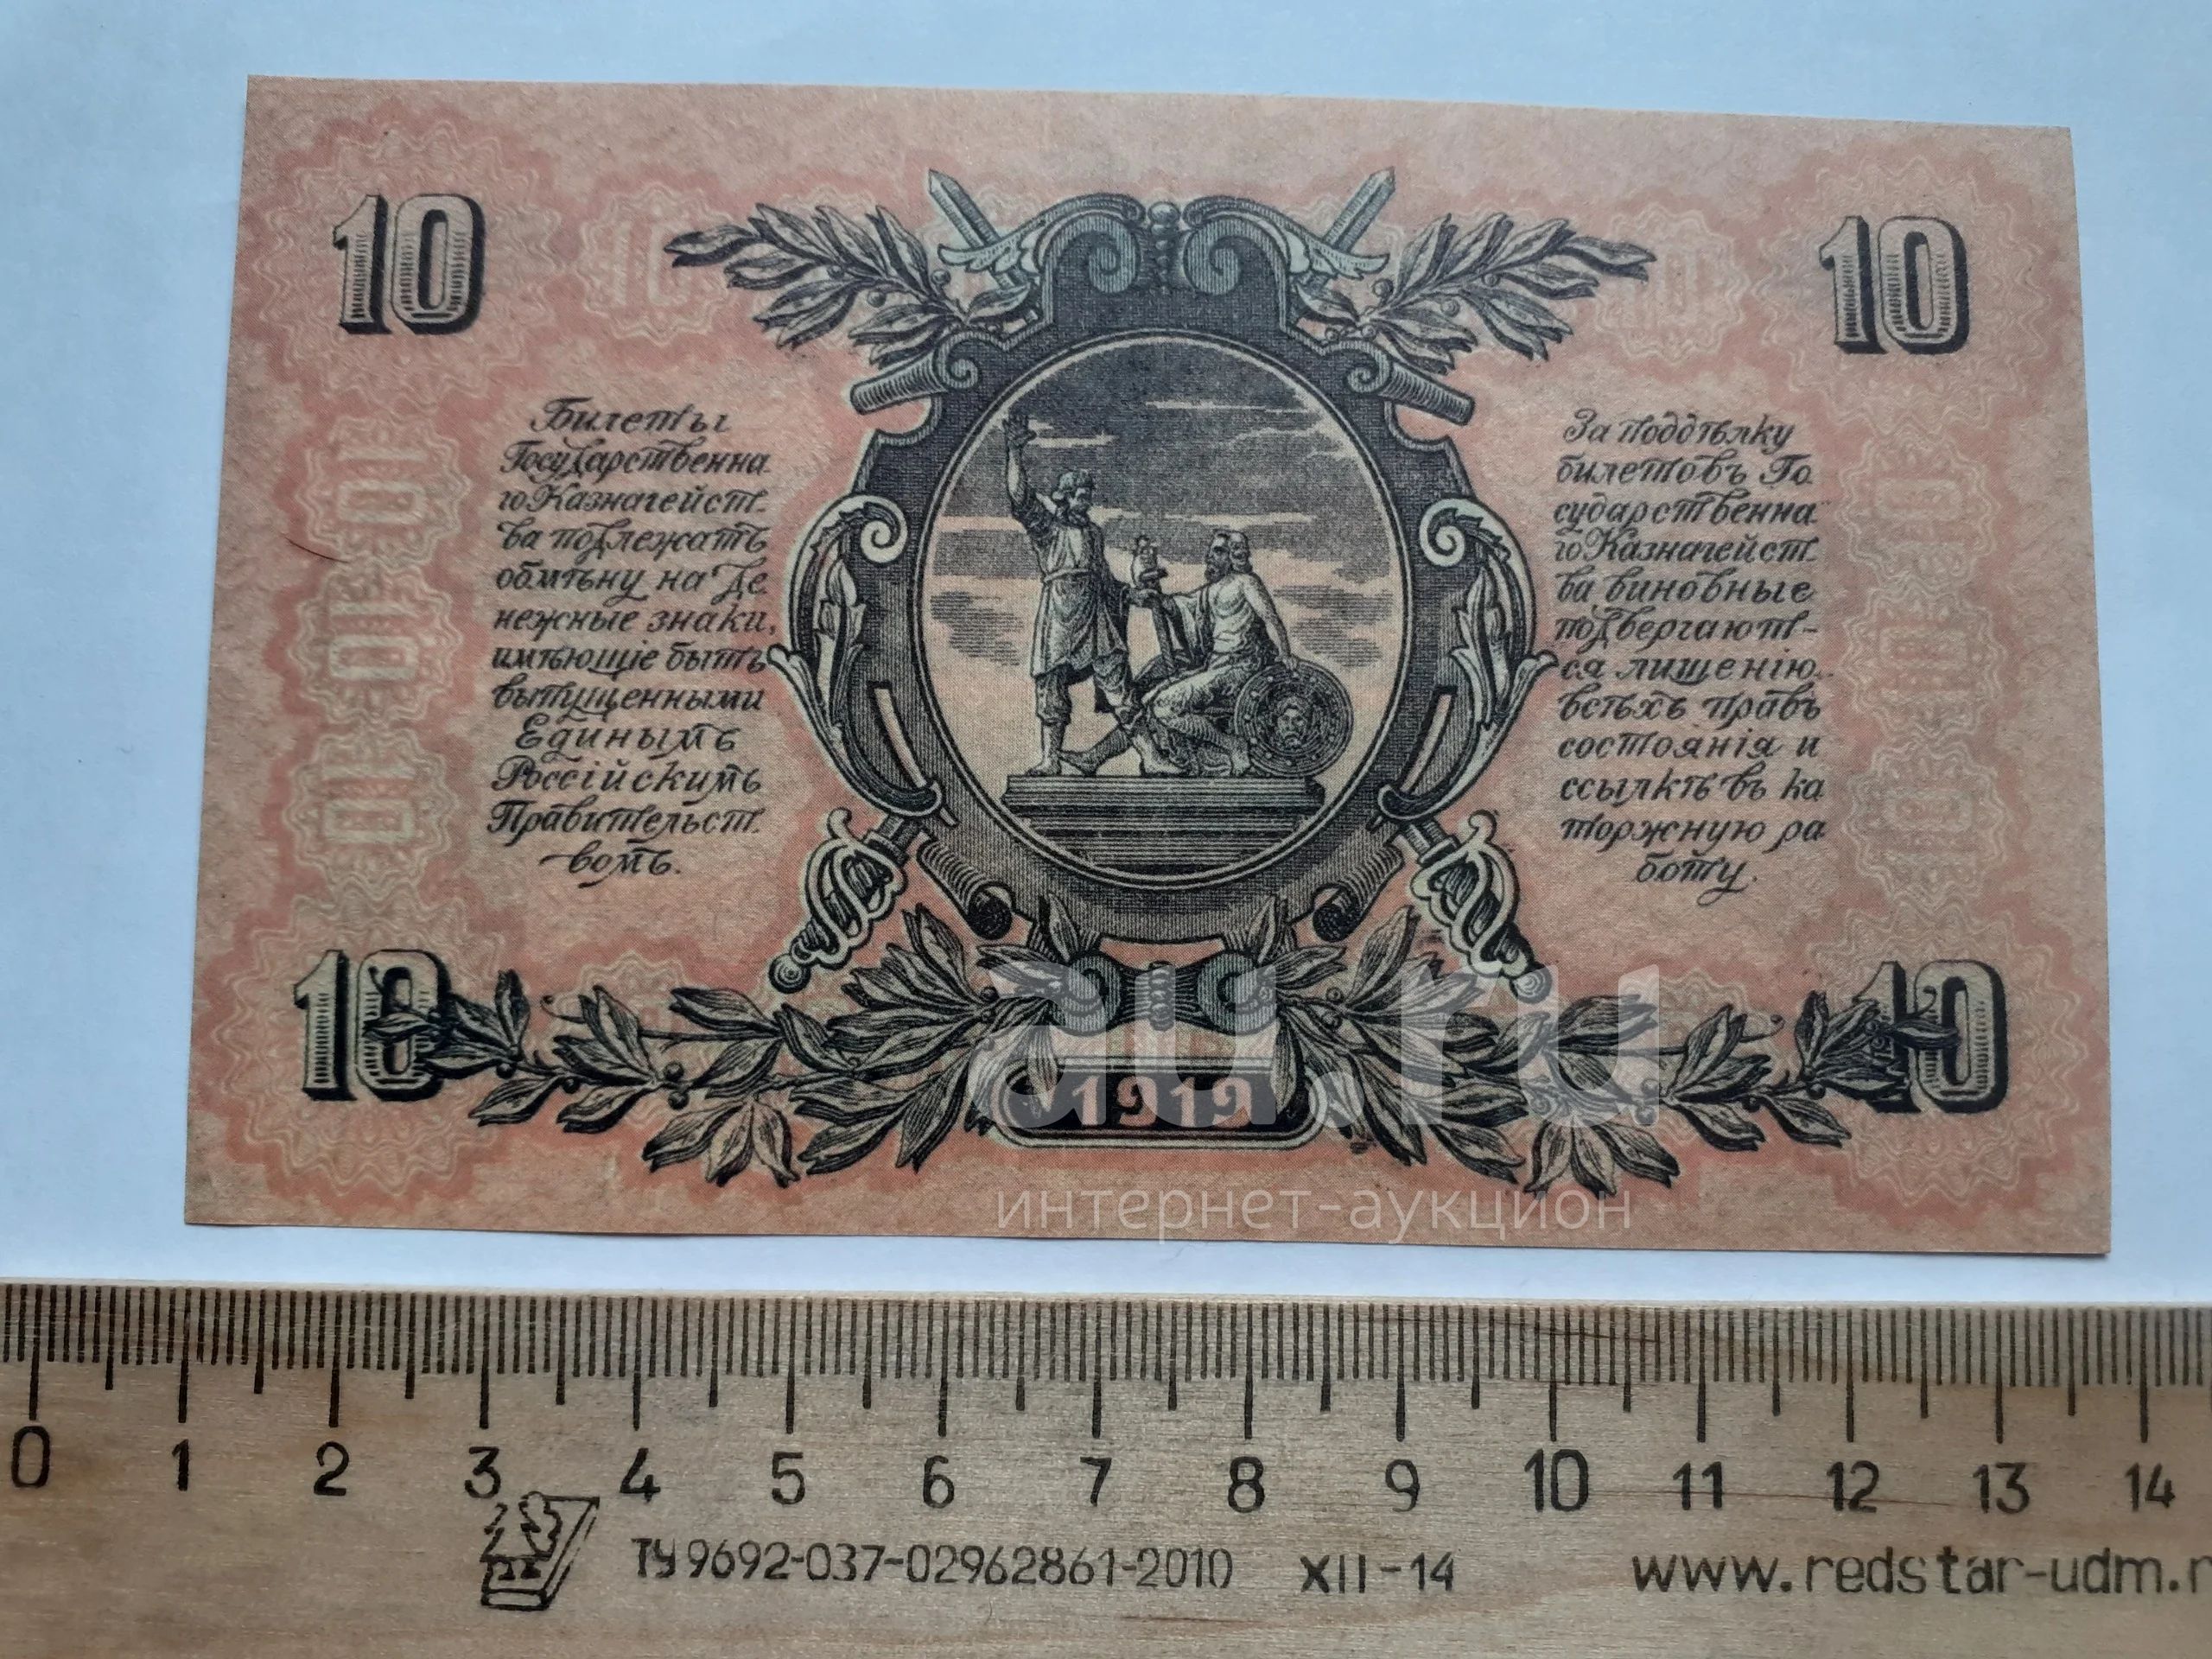 10
10
Билеты
Государственна
го Казначейст-
ва подлежатъ
обмѣну на Де
нежные знаки,
имѣющіе быть
выпущенными
Единымъ
Россійскимъ
Правительст-
вомъ.
За поддѣлку
билетовъ Го
сударственна
го Казначейст-
ва виновные
подвергают-
ся лишенію
всѣхъ правъ
состоянія и
ссылкѣ въ ка
торжную ра
боту.
10
10
1919
au.ru
интернет-аукцион
0 1 2 3 4 5 6 7 8 9 10 11 12 13 14
ТУ 9692-037-02962861-2010 XII-14 www.redstar-udm.r